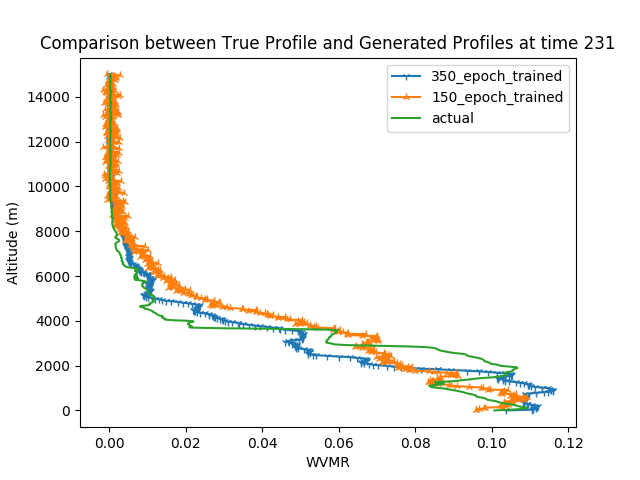 Comparison between True Profile and Generated Profiles at time 231
350_epoch_trained
150_epoch_trained
actual
Altitude (m)
14000
12000
10000
8000
6000
4000
2000
0
0.00 0.02 0.04 0.06 0.08 0.10 0.12
WVMR